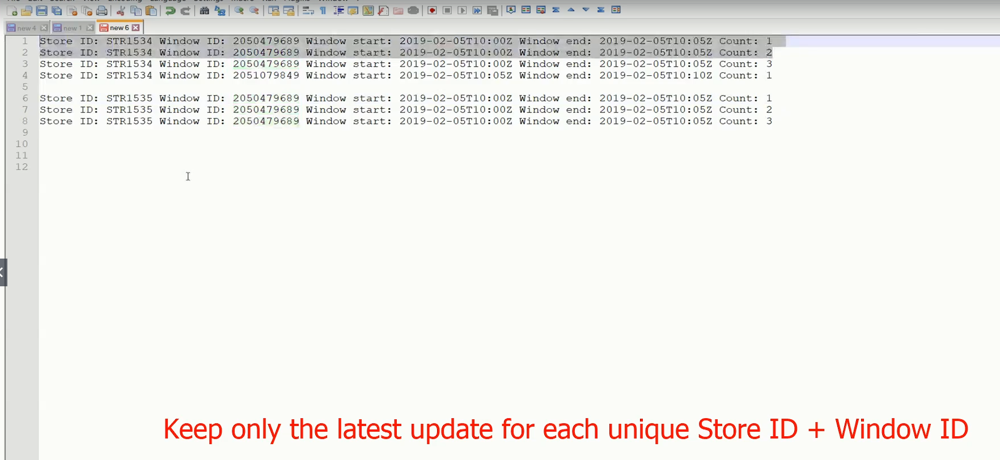 new 4
new 1
new 6
1 Store ID: STR1534 Window ID: 2050479689 Window start: 2019-02-05T10:00Z Window end: 2019-02-05T10:05Z Count: 1
2 Store ID: STR1534 Window ID: 2050479689 Window start: 2019-02-05T10:00Z Window end: 2019-02-05T10:05Z Count: 2
3 Store ID: STR1534 Window ID: 2050479689 Window start: 2019-02-05T10:00Z Window end: 2019-02-05T10:05Z Count: 3
4 Store ID: STR1534 Window ID: 2051079849 Window start: 2019-02-05T10:05Z Window end: 2019-02-05T10:10Z Count: 1
5
6 Store ID: STR1535 Window ID: 2050479689 Window start: 2019-02-05T10:00Z Window end: 2019-02-05T10:05Z Count: 1
7 Store ID: STR1535 Window ID: 2050479689 Window start: 2019-02-05T10:00Z Window end: 2019-02-05T10:05Z Count: 2
8 Store ID: STR1535 Window ID: 2050479689 Window start: 2019-02-05T10:00Z Window end: 2019-02-05T10:05Z Count: 3
9
10
11
12
Keep only the latest update for each unique Store ID + Window ID